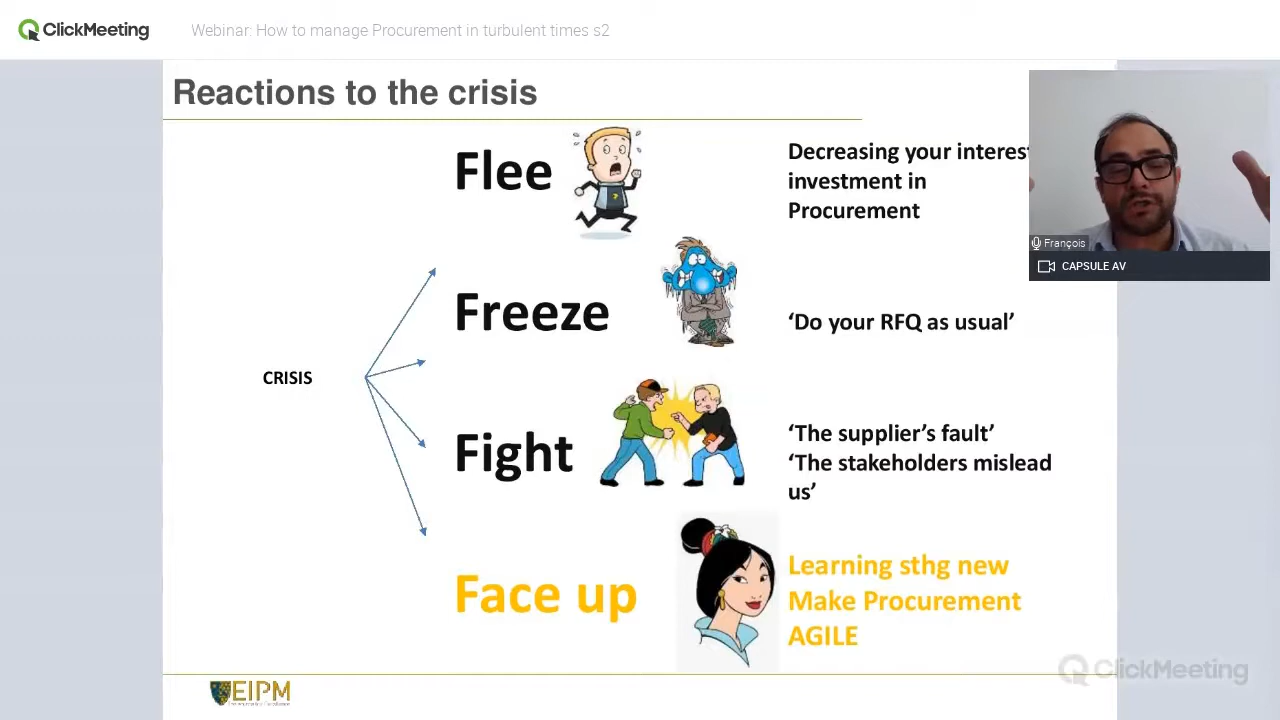 ClickMeeting
Webinar: How to manage Procurement in turbulent times s2
Reactions to the crisis
Flee
Decreasing your interest
investment in
Procurement
François
CAPSULE AV
Freeze
‘Do your RFQ as usual’
CRISIS
Fight
‘The supplier’s fault’
‘The stakeholders mislead
us’
Face up
Learning sthg new
Make Procurement
AGILE
ClickMeeting
EIPM